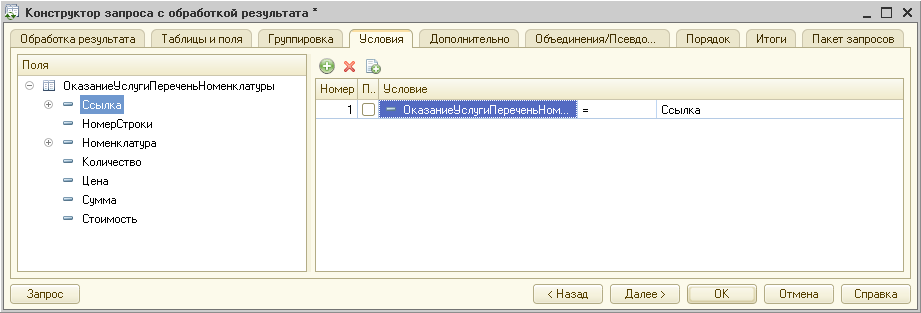 Конструктор запроса с обработкой результата *
Обработка результата Таблицы и поля Группировка Условия Дополнительно Объединения/Псевдо... Порядок Итоги Пакет запросов
Поля
ОказаниеУслугиПереченьНоменклатуры
Ссылка
НомерСтроки
Номенклатура
Количество
Цена
Сумма
Стоимость
Номер П.. Условие
1 ОказаниеУслугиПереченьНом... = Ссылка
Запрос < Назад Далее > OK Отмена Справка